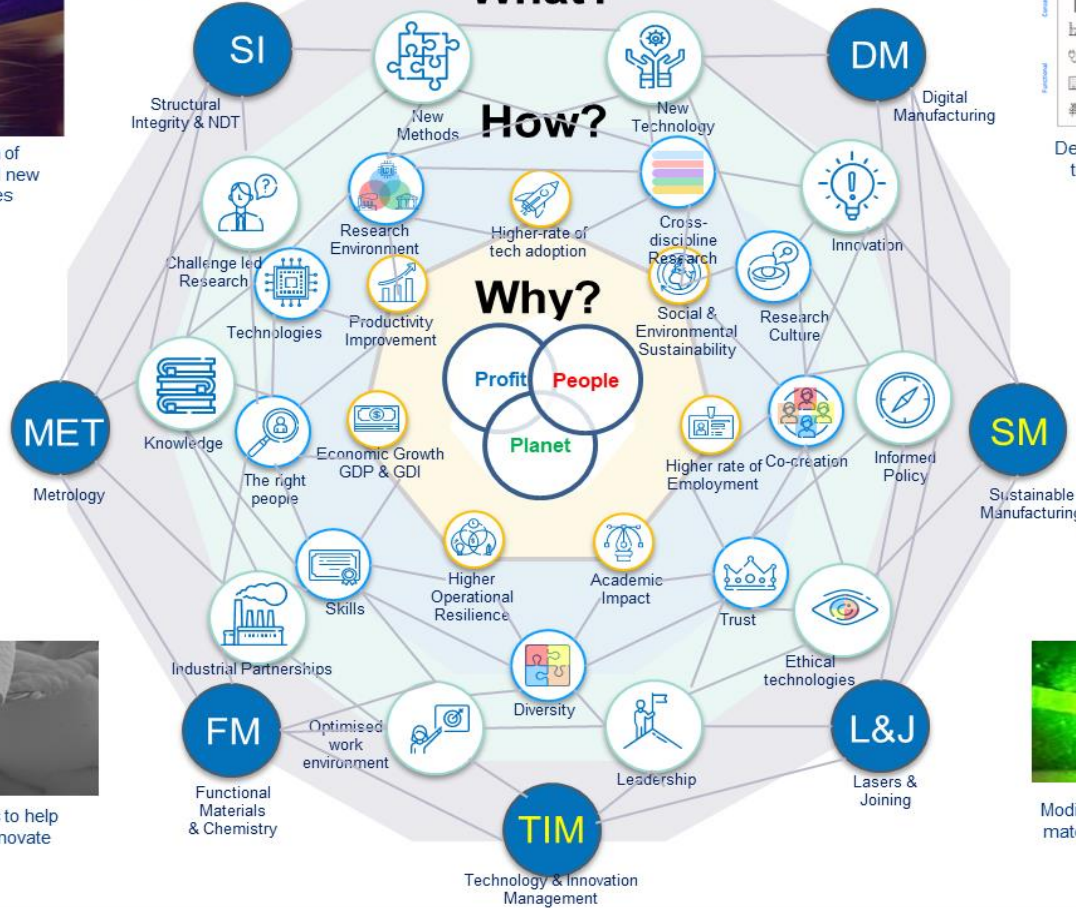 What?
SI
DM
Structural
Integrity & NDT
Digital
Manufacturing
New
Methods
How?
New
Technology
Functional
of
new
Research
Environment
Higher-rate of
tech adoption
Cross-
discipline
Research
Innovation
Challenge led
Research
Technologies
Productivity
Improvement
Why?
Social &
Environmental
Sustainability
Research
Culture
Profit
People
Planet
MET
Metrology
Knowledge
The right
people
Economic Growth
GDP & GDI
Higher rate of
Employment
Co-creation
Informed
Policy
SM
Sustainable
Manufacturing
Skills
Higher
Operational
Resilience
Academic
Impact
Trust
Industrial Partnerships
Ethical
technologies
Diversity
FM
Functional
Materials
& Chemistry
Optimised
work
environment
Leadership
L&J
Lasers &
Joining
to help
TIM
Technology & Innovation
Management